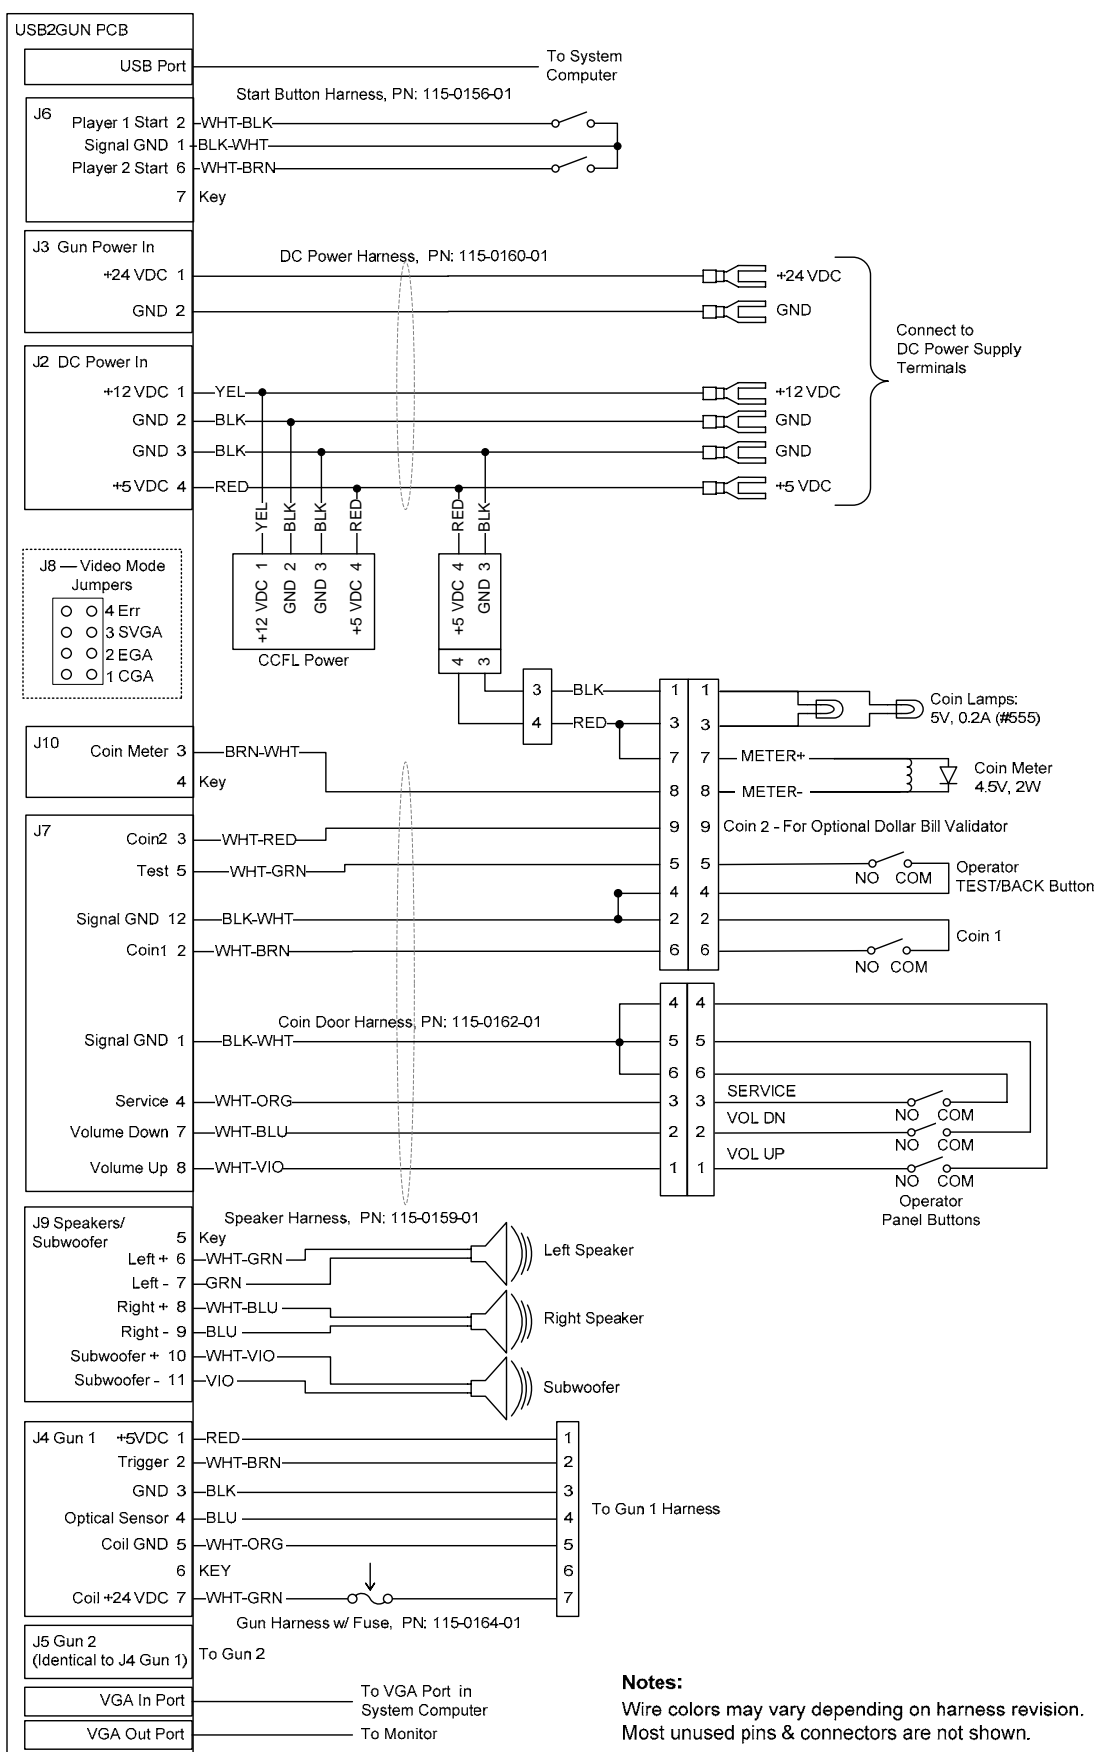 USB2GUN PCB
USB Port
To System
Computer
Start Button Harness, PN: 115-0156-01
J6
Player 1 Start 2 WHT-BLK
Signal GND 1 BLK-WHT
Player 2 Start 6 WHT-BRN
7 Key
J3 Gun Power In
DC Power Harness, PN: 115-0160-01
+24 VDC 1
+24 VDC
GND 2
GND
Connect to
DC Power Supply
Terminals
J2 DC Power In
+12 VDC 1 YEL
+12 VDC
GND 2 BLK
GND
GND 3 BLK
GND
+5 VDC 4 RED
+5 VDC
YEL
BLK
BLK
RED
RED
BLK
+12 VDC 1
GND 2
GND 3
+5 VDC 4
+5 VDC 4
GND 3
CCFL Power
4 3
J8 — Video Mode
Jumpers
4 Err
3 SVGA
2 EGA
1 CGA
3 BLK 1 1
4 RED 3 3
Coin Lamps:
5V, 0.2A (#555)
J10
Coin Meter 3 BRN-WHT
4 Key
7 7 METER+
8 8 METER-
Coin Meter
4.5V, 2W
J7
Coin2 3 WHT-RED
9 9 Coin 2 - For Optional Dollar Bill Validator
Test 5 WHT-GRN
5 5
NO COM
Operator
TEST/BACK Button
4 4
Signal GND 12 BLK-WHT
2 2
Coin 1
Coin1 2 WHT-BRN
6 6
NO COM
4 4
Coin Door Harness, PN: 115-0162-01
Signal GND 1 BLK-WHT
5 5
6 6
Service 4 WHT-ORG
3 3 SERVICE
NO COM
Volume Down 7 WHT-BLU
2 2 VOL DN
NO COM
Volume Up 8 WHT-VIO
1 1 VOL UP
NO COM
Operator
Panel Buttons
J9 Speakers/
Subwoofer
Speaker Harness, PN: 115-0159-01
5 Key
Left + 6 WHT-GRN
Left - 7 GRN
Left Speaker
Right + 8 WHT-BLU
Right - 9 BLU
Right Speaker
Subwoofer + 10 WHT-VIO
Subwoofer - 11 VIO
Subwoofer
J4 Gun 1 +5VDC 1 RED 1
Trigger 2 WHT-BRN 2
GND 3 BLK 3
To Gun 1 Harness
Optical Sensor 4 BLU 4
Coil GND 5 WHT-ORG 5
6 KEY 6
Coil +24 VDC 7 WHT-GRN 7
Gun Harness w/ Fuse, PN: 115-0164-01
J5 Gun 2
(Identical to J4 Gun 1)
To Gun 2
VGA In Port
To VGA Port in
System Computer
VGA Out Port
To Monitor
Notes:
Wire colors may vary depending on harness revision.
Most unused pins & connectors are not shown.